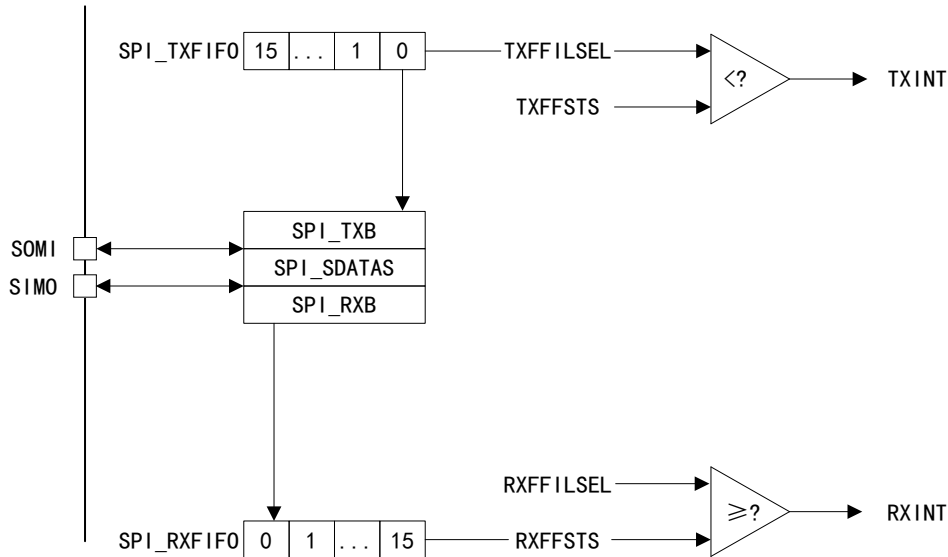 SPI_TXFIFO 15 ... 1 0 TXFFILSEL
<? TXINT
TXFFSTS
SPI_TXB
SOMI
SPI_SDATAS
SIMO
SPI_RXB
RXFFILSEL
≥? RXINT
SPI_RXFIFO 0 1 ... 15 RXFFSTS